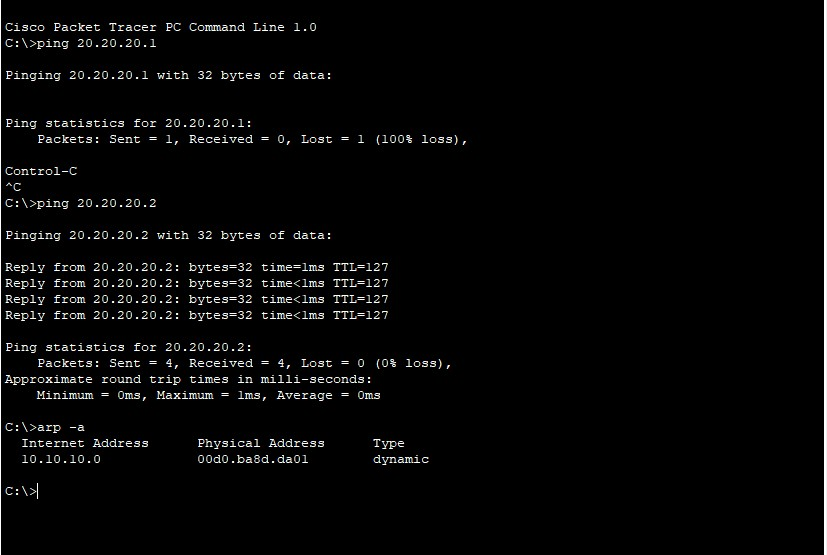 Cisco Packet Tracer PC Command Line 1.0
C:\>ping 20.20.20.1
Pinging 20.20.20.1 with 32 bytes of data:
Ping statistics for 20.20.20.1:
    Packets: Sent = 1, Received = 0, Lost = 1 (100% loss),
Control-C
^C
C:\>ping 20.20.20.2
Pinging 20.20.20.2 with 32 bytes of data:
Reply from 20.20.20.2: bytes=32 time=1ms TTL=127
Reply from 20.20.20.2: bytes=32 time<1ms TTL=127
Reply from 20.20.20.2: bytes=32 time<1ms TTL=127
Reply from 20.20.20.2: bytes=32 time<1ms TTL=127
Ping statistics for 20.20.20.2:
    Packets: Sent = 4, Received = 4, Lost = 0 (0% loss),
Approximate round trip times in milli-seconds:
    Minimum = 0ms, Maximum = 1ms, Average = 0ms
C:\>arp -a
  Internet Address      Physical Address      Type
  10.10.10.0            00d0.ba8d.da01        dynamic
C:\>